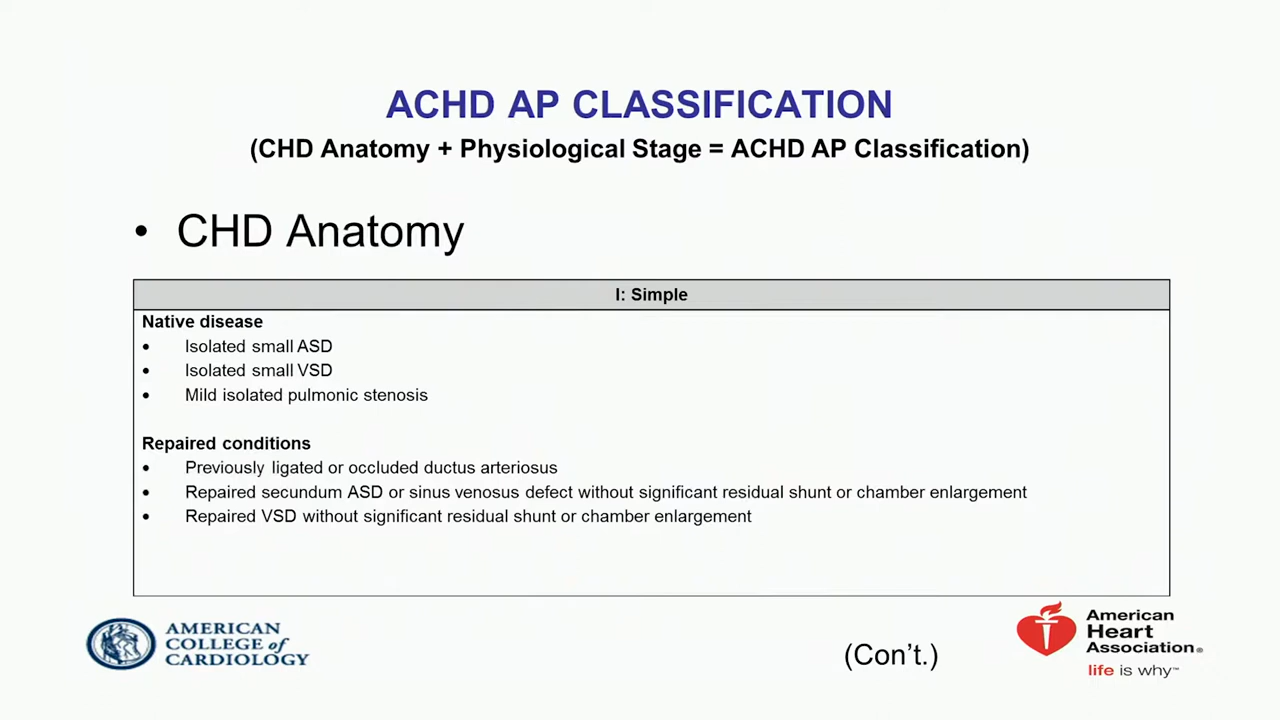 ACHD AP CLASSIFICATION
(CHD Anatomy + Physiological Stage = ACHD AP Classification)
• CHD Anatomy
I: Simple
Native disease
• Isolated small ASD
• Isolated small VSD
• Mild isolated pulmonic stenosis
Repaired conditions
• Previously ligated or occluded ductus arteriosus
• Repaired secundum ASD or sinus venosus defect without significant residual shunt or chamber enlargement
• Repaired VSD without significant residual shunt or chamber enlargement
AMERICAN
COLLEGE of
CARDIOLOGY
(Con't.)
American
Heart
Association®
life is why™